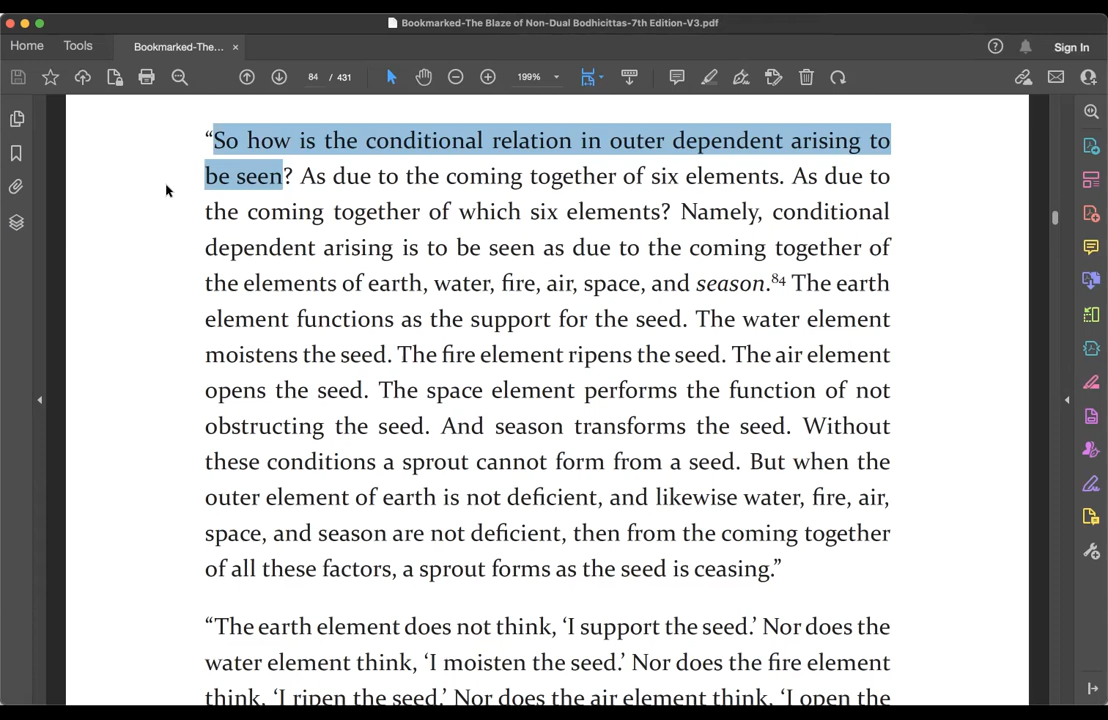 Bookmarked-The Blaze of Non-Dual Bodhicittas-7th Edition-V3.pdf
Home Tools Bookmarked-The... × Sign In
84 / 431 199%
“So how is the conditional relation in outer dependent arising to
be seen? As due to the coming together of six elements. As due to
the coming together of which six elements? Namely, conditional
dependent arising is to be seen as due to the coming together of
the elements of earth, water, fire, air, space, and season.84 The earth
element functions as the support for the seed. The water element
moistens the seed. The fire element ripens the seed. The air element
opens the seed. The space element performs the function of not
obstructing the seed. And season transforms the seed. Without
these conditions a sprout cannot form from a seed. But when the
outer element of earth is not deficient, and likewise water, fire, air,
space, and season are not deficient, then from the coming together
of all these factors, a sprout forms as the seed is ceasing.”
“The earth element does not think, ‘I support the seed.’ Nor does the
water element think, ‘I moisten the seed.’ Nor does the fire element
think, ‘I ripen the seed.’ Nor does the air element think, ‘I open the